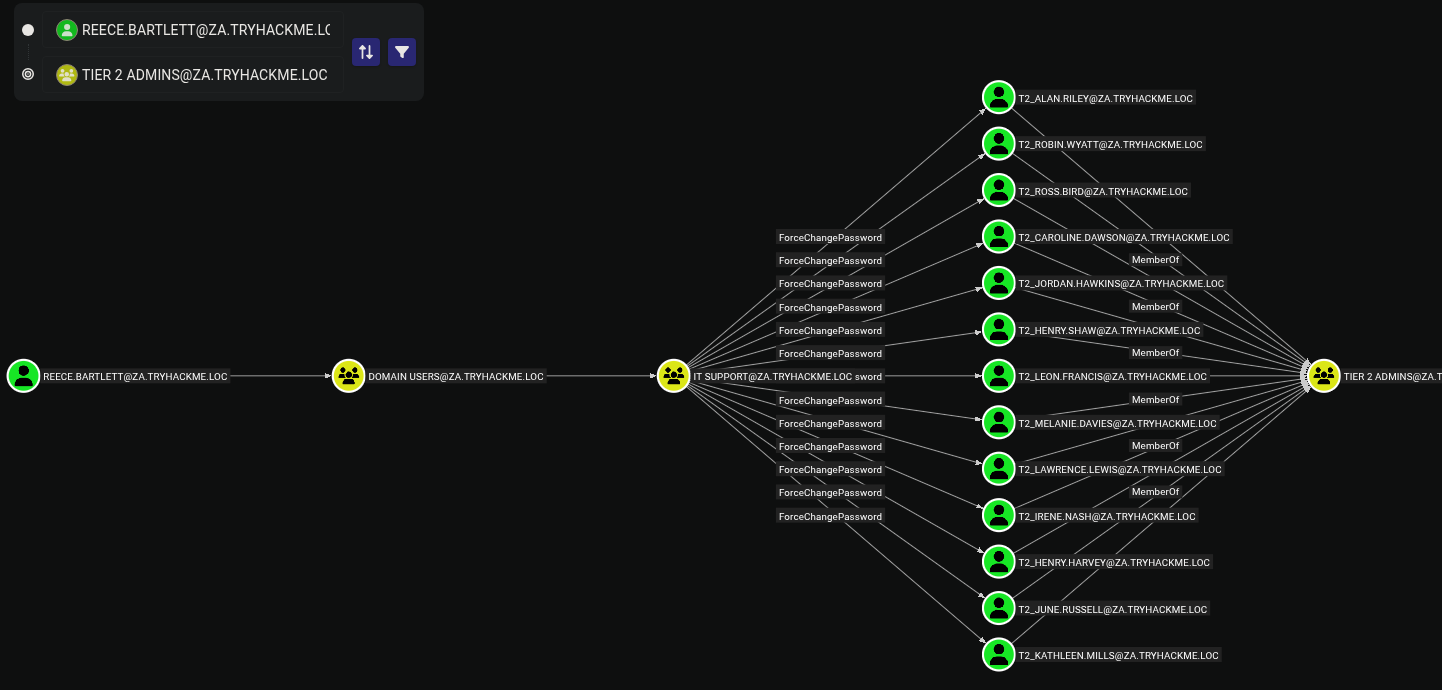 REECE.BARTLETT@ZA.TRYHACKME.LO
TIER 2 ADMINS@ZA.TRYHACKME.LOC
T2_ALAN.RILEY@ZA.TRYHACKME.LOC
T2_ROBIN.WYATT@ZA.TRYHACKME.LOC
T2_ROSS.BIRD@ZA.TRYHACKME.LOC
ForceChangePassword
T2_CAROLINE.DAWSON@ZA.TRYHACKME.LOC
ForceChangePassword
MemberOf
ForceChangePassword
T2_JORDAN.HAWKINS@ZA.TRYHACKME.LOC
ForceChangePassword
MemberOf
ForceChangePassword
T2_HENRY.SHAW@ZA.TRYHACKME.LOC
ForceChangePassword
MemberOf
REECE.BARTLETT@ZA.TRYHACKME.LOC
DOMAIN USERS@ZA.TRYHACKME.LOC
IT SUPPORT@ZA.TRYHACKME.LOC sword
T2_LEON.FRANCIS@ZA.TRYHACKME.LOC
TIER 2 ADMINS@ZA.T
ForceChangePassword
MemberOf
ForceChangePassword
T2_MELANIE.DAVIES@ZA.TRYHACKME.LOC
ForceChangePassword
MemberOf
ForceChangePassword
T2_LAWRENCE.LEWIS@ZA.TRYHACKME.LOC
ForceChangePassword
MemberOf
ForceChangePassword
T2_IRENE.NASH@ZA.TRYHACKME.LOC
T2_HENRY.HARVEY@ZA.TRYHACKME.LOC
T2_JUNE.RUSSELL@ZA.TRYHACKME.LOC
T2_KATHLEEN.MILLS@ZA.TRYHACKME.LOC